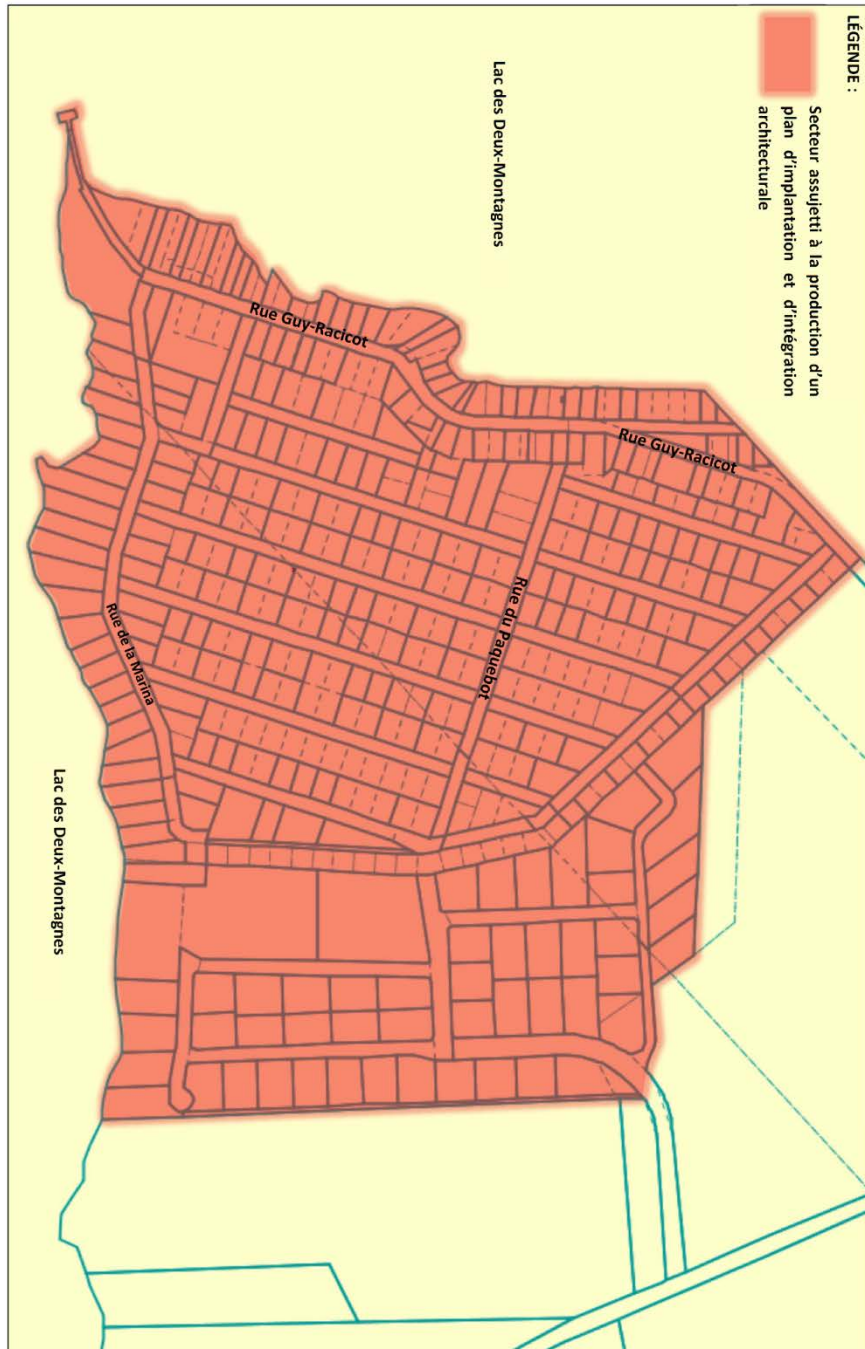 LÉGENDE :
Secteur assujetti à la production d'un
plan d'implantation et d'intégration
architecturale
Lac des Deux-Montagnes
Rue Guy-Racicot
Rue Guy-Racicot
Rue du Paquebot
Rue de la Marina
Lac des Deux-Montagnes